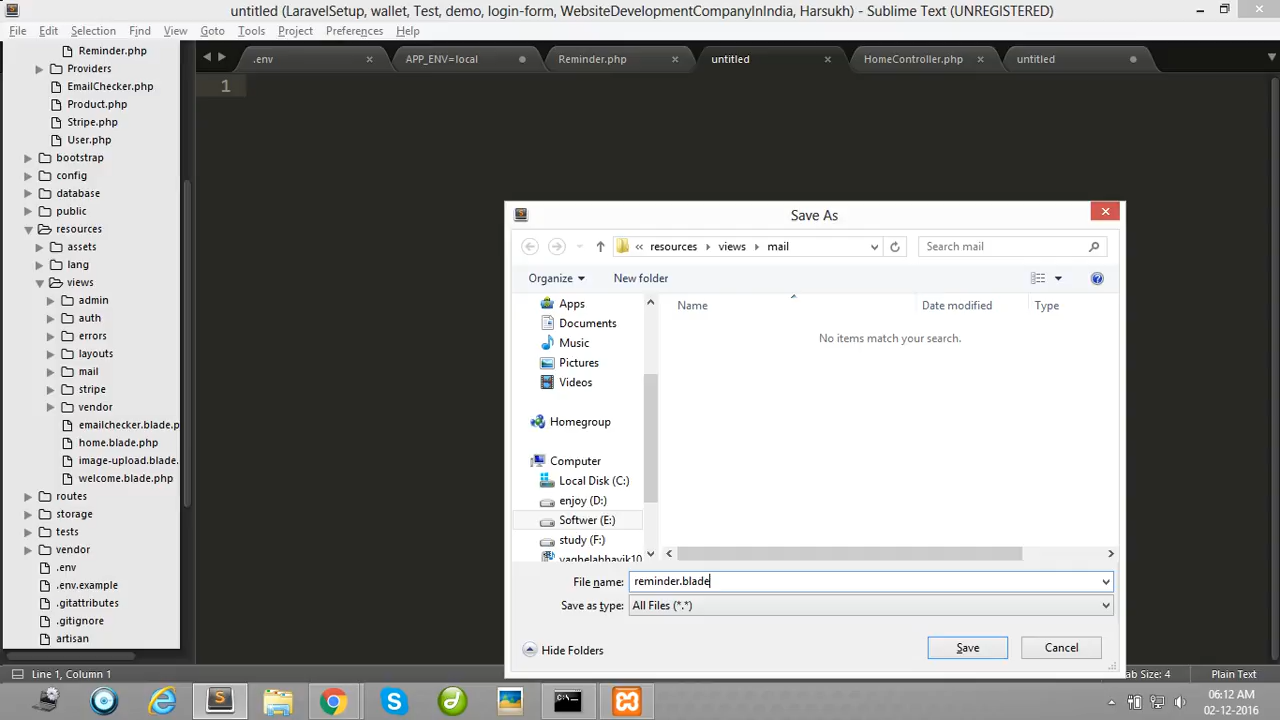 untitled (LaravelSetup, wallet, Test, demo, login-form, WebsiteDevelopmentCompanyInIndia, Harsukh) - Sublime Text (UNREGISTERED)
File Edit Selection Find View Goto Tools Project Preferences Help
.env APP_ENV=local Reminder.php untitled HomeController.php untitled
1
Reminder.php
Providers
EmailChecker.php
Product.php
Stripe.php
User.php
bootstrap
config
database
public
resources
assets
lang
views
admin
auth
errors
layouts
mail
stripe
vendor
emailchecker.blade.p
home.blade.php
image-upload.blade.
welcome.blade.php
routes
storage
tests
vendor
.env
.env.example
.gitattributes
.gitignore
artisan
Save As
« resources views mail
Search mail
Organize New folder
Name Date modified Type
No items match your search.
Apps
Documents
Music
Pictures
Videos
Homegroup
Computer
Local Disk (C:)
enjoy (D:)
Softwer (E:)
study (F:)
vaghelabhavik10
File name: reminder.blade
Save as type: All Files (*.*)
Hide Folders
Save Cancel
Line 1, Column 1
Tab Size: 4 Plain Text
06:12 AM
02-12-2016